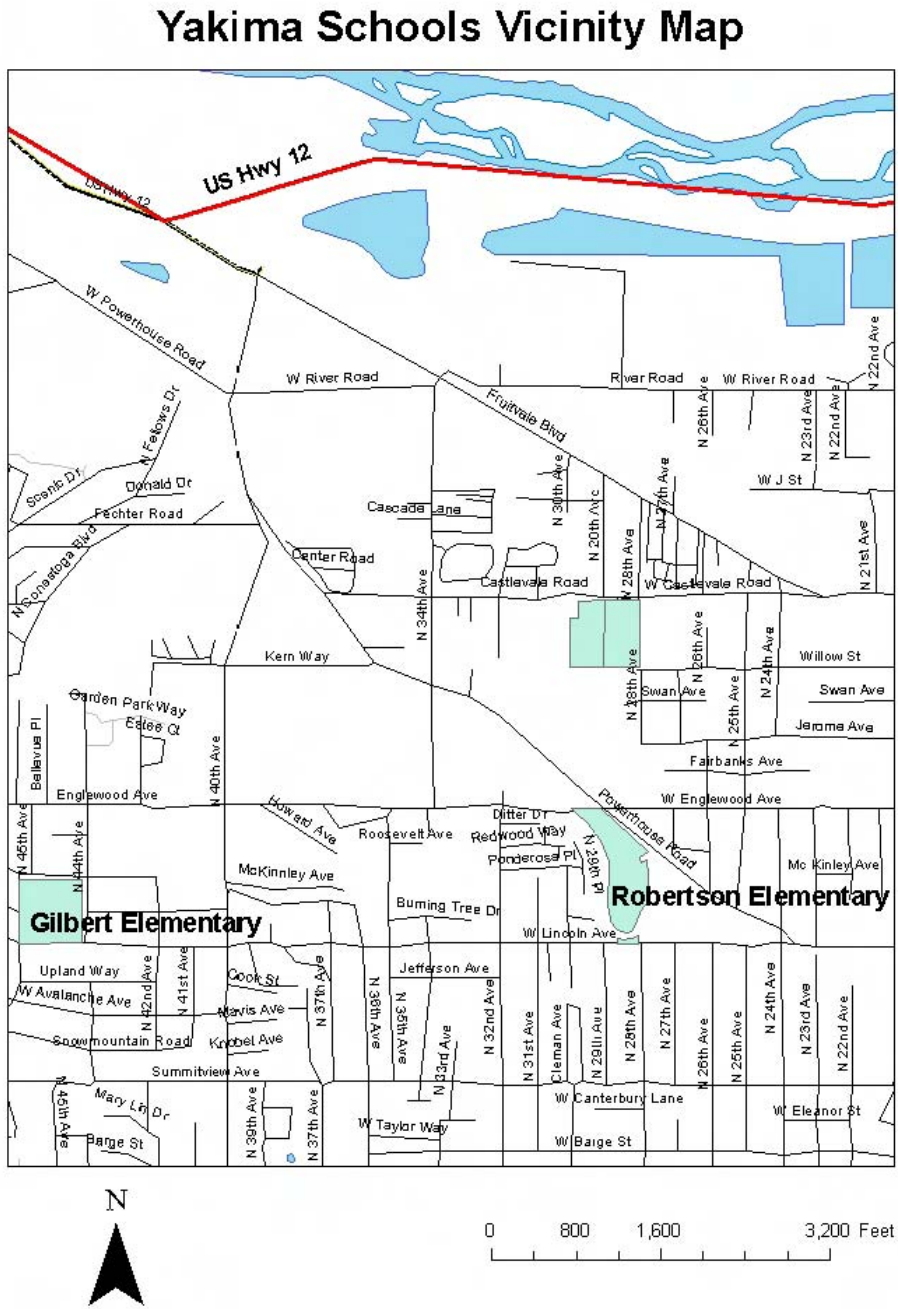 Yakima Schools Vicinity Map
US Hwy 12
US Hwy 12
W Powerhouse Road
N 22nd Ave
W River Road
River Road
W River Road
N Fellows Dr
Fruitvale Blvd
N 26th Ave
N 23rd Ave
N 22nd Ave
Scenic Dr
Donald Dr
N 30th Ave
N 27th Ave
W J St
Fechter Road
Cascade Lane
N 20th Ave
N Conestoga Blvd
Center Road
N 28th Ave
N 21st Ave
Castlevale Road
W Castlevale Road
N 34th Ave
Kern Way
N 26th Ave
N 24th Ave
Willow St
N 28th Ave
Swan Ave
Swan Ave
Garden Park Way
N 25th Ave
Estee Ct
Jerome Ave
Bellevue Pl
N 40th Ave
Fairbanks Ave
Englewood Ave
Powerhouse Road
W Englewood Ave
N 45th Ave
N 44th Ave
Howard Ave
Roosevelt Ave
Ditter Dr
Redwood Way
Ponderosa Pl
N 29th Pl
Mc Kinley Ave
McKinnley Ave
Robertson Elementary
Burning Tree Dr
Gilbert Elementary
W Lincoln Ave
Upland Way
N 42nd Ave
N 41st Ave
Cook St
N 37th Ave
Jefferson Ave
W Avalanche Ave
Mavis Ave
N 36th Ave
N 35th Ave
N 32nd Ave
N 31st Ave
Cleman Ave
N 29th Ave
N 28th Ave
N 27th Ave
N 26th Ave
N 25th Ave
N 24th Ave
N 23rd Ave
N 22nd Ave
Snowmountain Road
Knobel Ave
N 33rd Ave
Summitview Ave
N 45th Ave
Mary Lin Dr
N 39th Ave
N 37th Ave
W Canterbury Lane
W Eleanor St
W Taylor Way
Barge St
W Barge St
N
0 800 1,600 3,200 Feet